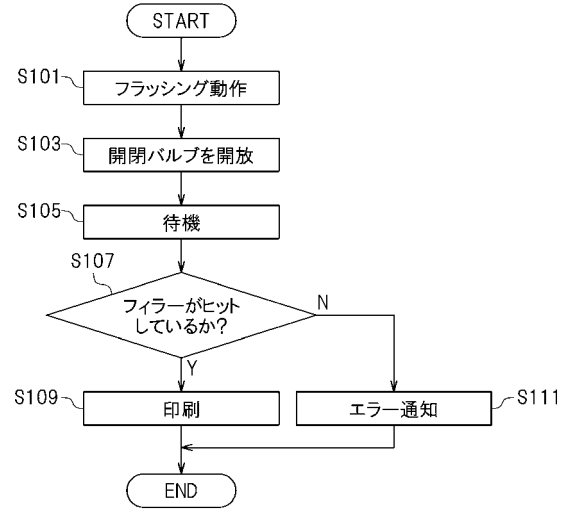 START
S101
フラッシング動作
S103
開閉バルブを開放
S105
待機
S107
フィラーがヒット
しているか?
N
Y
S109
印刷
エラー通知
S111
END